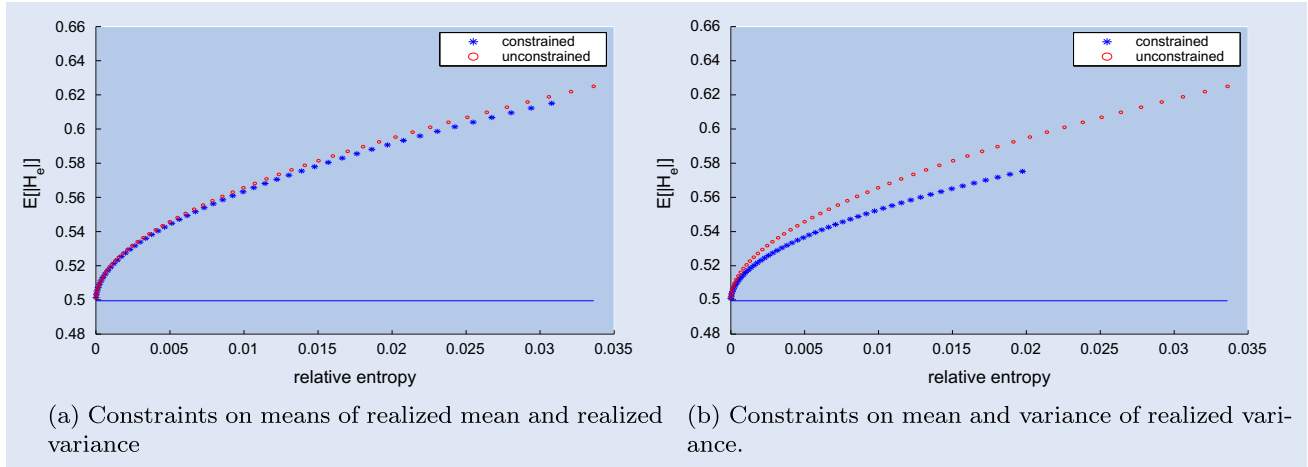 0.66
0.64
0.62
0.6
0.58
0.56
0.54
0.52
0.5
0.48
E[|H_e|]
constrained
unconstrained
0 0.005 0.01 0.015 0.02 0.025 0.03 0.035
relative entropy
(a) Constraints on means of realized mean and realized
variance
0.66
0.64
0.62
0.6
0.58
0.56
0.54
0.52
0.5
0.48
E[|H_e|]
constrained
unconstrained
0 0.005 0.01 0.015 0.02 0.025 0.03 0.035
relative entropy
(b) Constraints on mean and variance of realized vari-
ance.